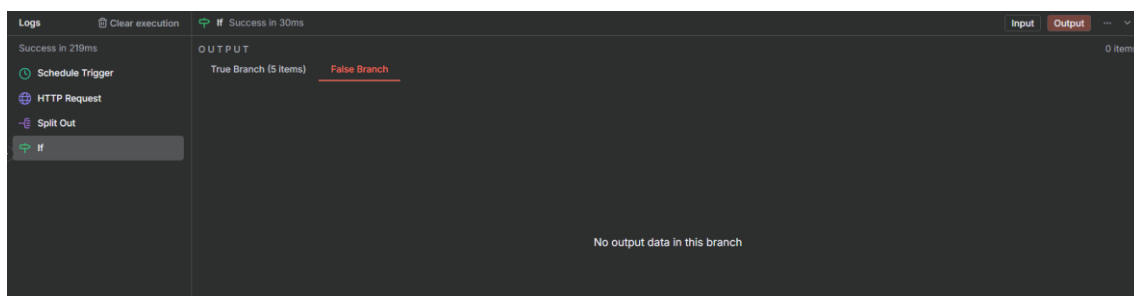 Logs Clear execution If Success in 30ms Input Output ...
Success in 219ms OUTPUT 0 items
Schedule Trigger True Branch (5 items) False Branch
HTTP Request
Split Out
If
No output data in this branch